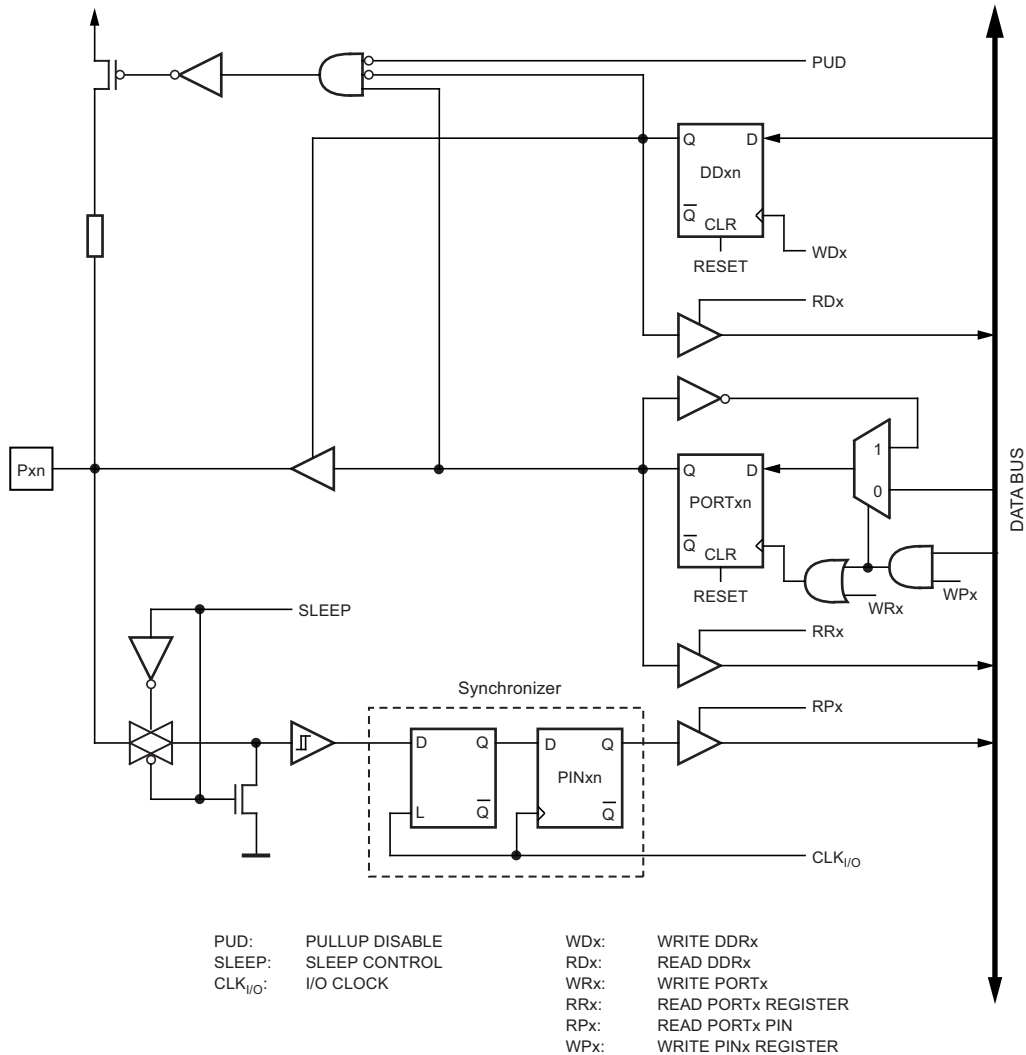 PUD
Q D
DDxn
Q
CLR
RESET
WDx
RDx
1
Pxn
Q D
PORTxn
0
Q
CLR
RESET
WRx
WPx
DATA BUS
SLEEP
RRx
Synchronizer
RPx
D Q
L Q
D Q
PINxn
Q
CLKI/O
PUD: PULLUP DISABLE
SLEEP: SLEEP CONTROL
CLKI/O: I/O CLOCK
WDx: WRITE DDRx
RDx: READ DDRx
WRx: WRITE PORTx
RRx: READ PORTx REGISTER
RPx: READ PORTx PIN
WPx: WRITE PINx REGISTER